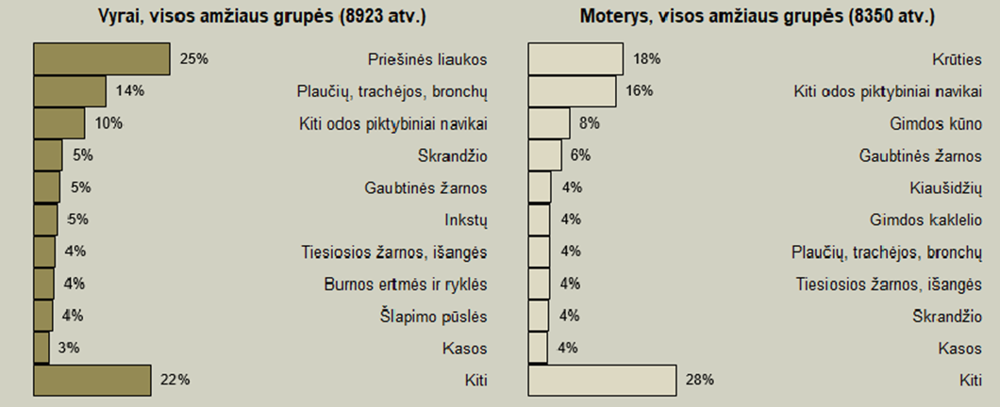 Vyrai, visos amžiaus grupės (8923 atv.)
25% Priešinės liaukos
14% Plaučių, trachėjos, bronchų
10% Kiti odos piktybiniai navikai
5% Skrandžio
5% Gaubtinės žarnos
5% Inkstų
4% Tiesiosios žarnos, išangės
4% Burnos ertmės ir ryklės
4% Šlapimo pūslės
3% Kasos
22% Kiti
Moterys, visos amžiaus grupės (8350 atv.)
18% Krūties
16% Kiti odos piktybiniai navikai
8% Gimdos kūno
6% Gaubtinės žarnos
4% Kiaušidžių
4% Gimdos kaklelio
4% Plaučių, trachėjos, bronchų
4% Tiesiosios žarnos, išangės
4% Skrandžio
4% Kasos
28% Kiti